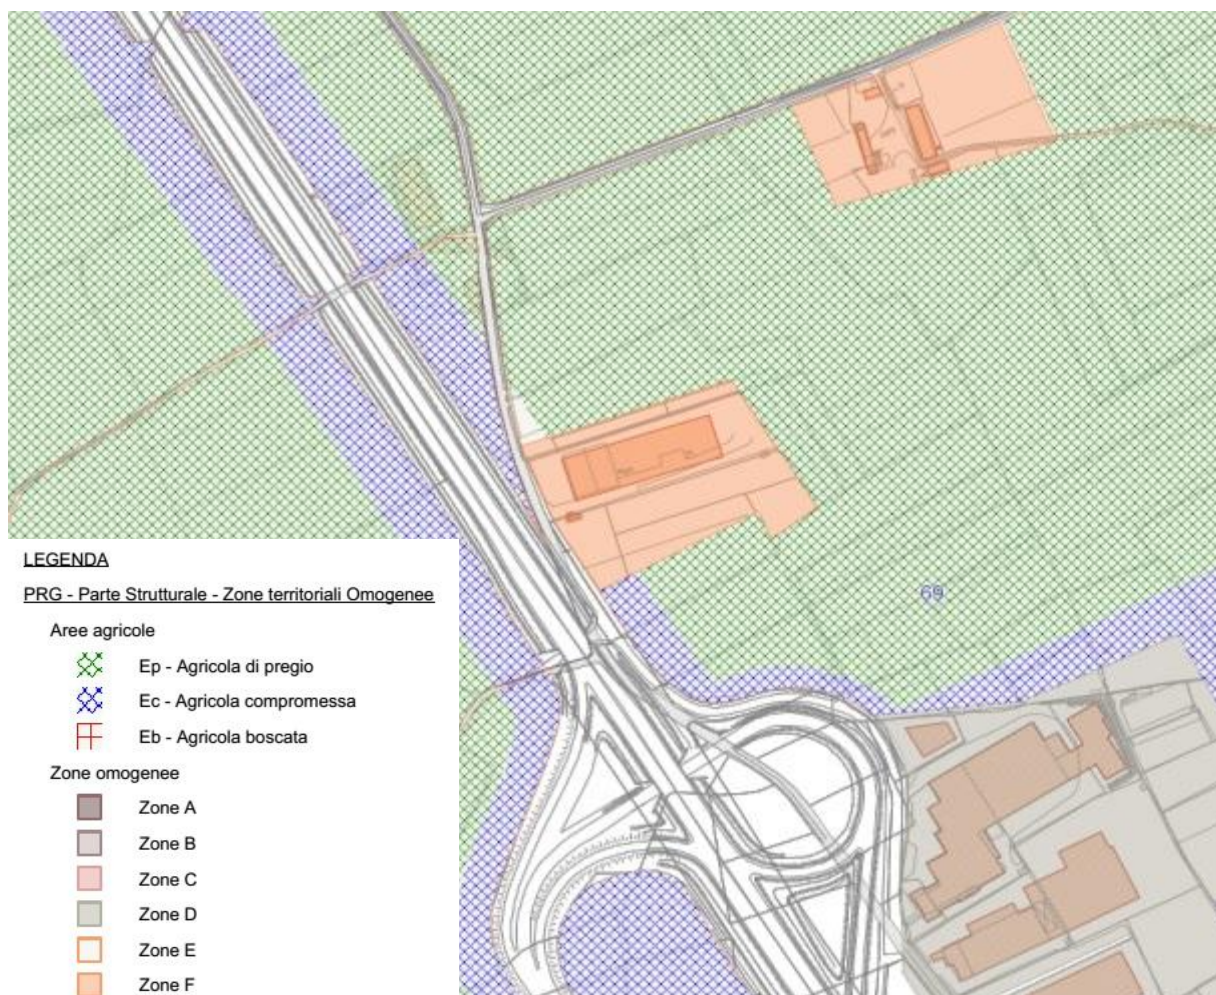 69
LEGENDA
PRG - Parte Strutturale - Zone territoriali Omogenee
Aree agricole
Ep - Agricola di pregio
Ec - Agricola compromessa
Eb - Agricola boscata
Zone omogenee
Zone A
Zone B
Zone C
Zone D
Zone E
Zone F